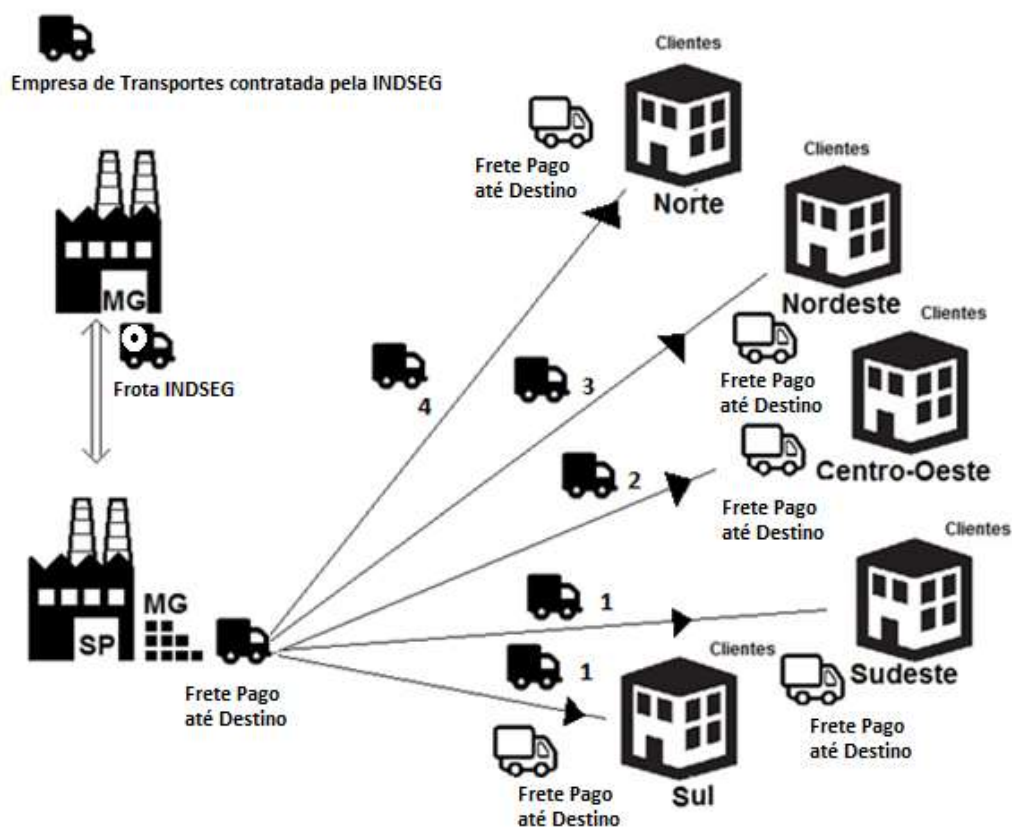 Empresa de Transportes contratada pela INDSEG
Clientes
Frete Pago
até Destino
Norte
Clientes
Nordeste
MG
Frota INDSEG
Clientes
Frete Pago
até Destino
Centro-Oeste
4
3
2
Frete Pago
até Destino
Clientes
MG
SP
Frete Pago
até Destino
1
1
Clientes
Sudeste
Frete Pago
até Destino
Sul
Frete Pago
até Destino